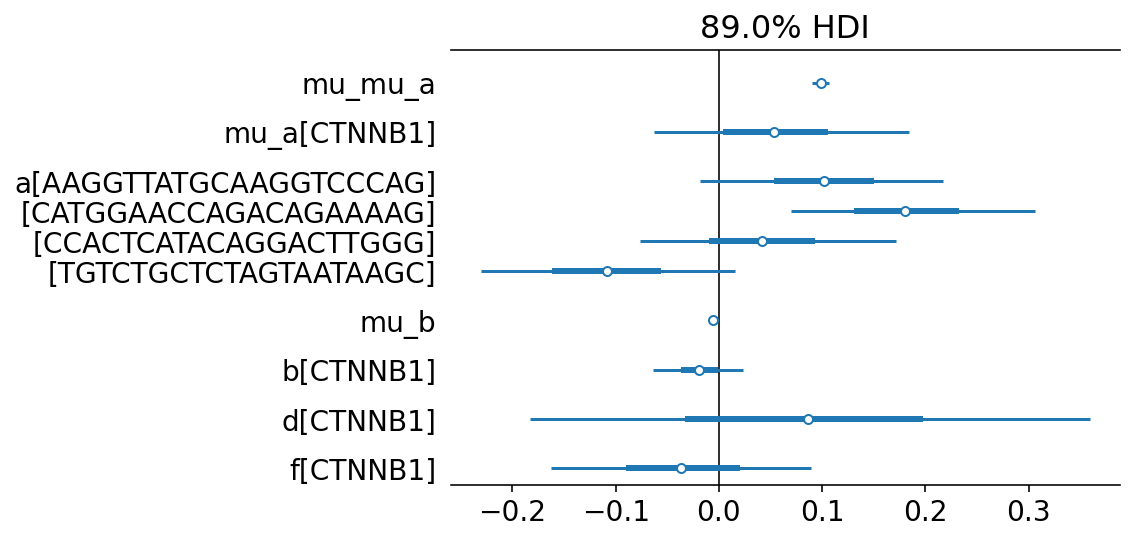 89.0% HDI
mu_mu_a
mu_a[CTNNB1]
a[AAGGTTATGCAAGGTCCCAG]
[CATGGAACCAGACAGAAAAG]
[CCACTCATACAGGACTTGGG]
[TGTCTGCTCTAGTAATAAGC]
mu_b
b[CTNNB1]
d[CTNNB1]
f[CTNNB1]
−0.2 −0.1 0.0 0.1 0.2 0.3